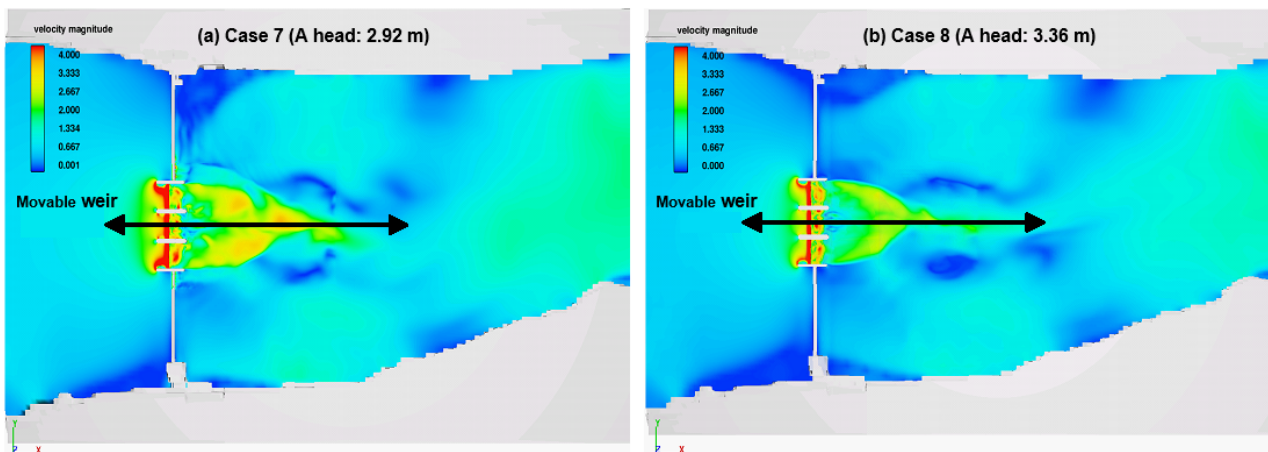 velocity magnitude
(a) Case 7 (A head: 2.92 m)
4.000
3.333
2.667
2.000
1.334
0.667
0.001
Movable weir
Y
Z X
velocity magnitude
(b) Case 8 (A head: 3.36 m)
4.000
3.333
2.667
2.000
1.333
0.667
0.000
Movable weir
Y
Z X